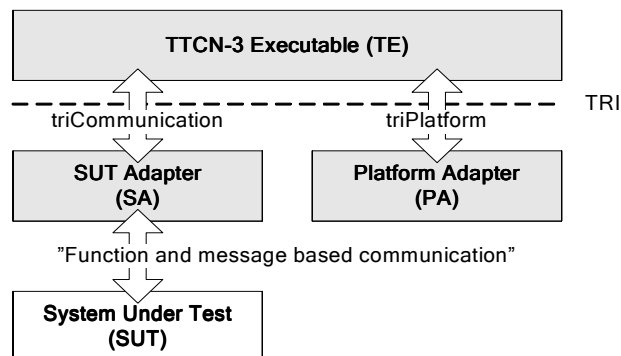 TTCN-3 Executable (TE)
TRI
triCommunication
triPlatform
SUT Adapter
(SA)
Platform Adapter
(PA)
”Function and message based communication”
System Under Test
(SUT)